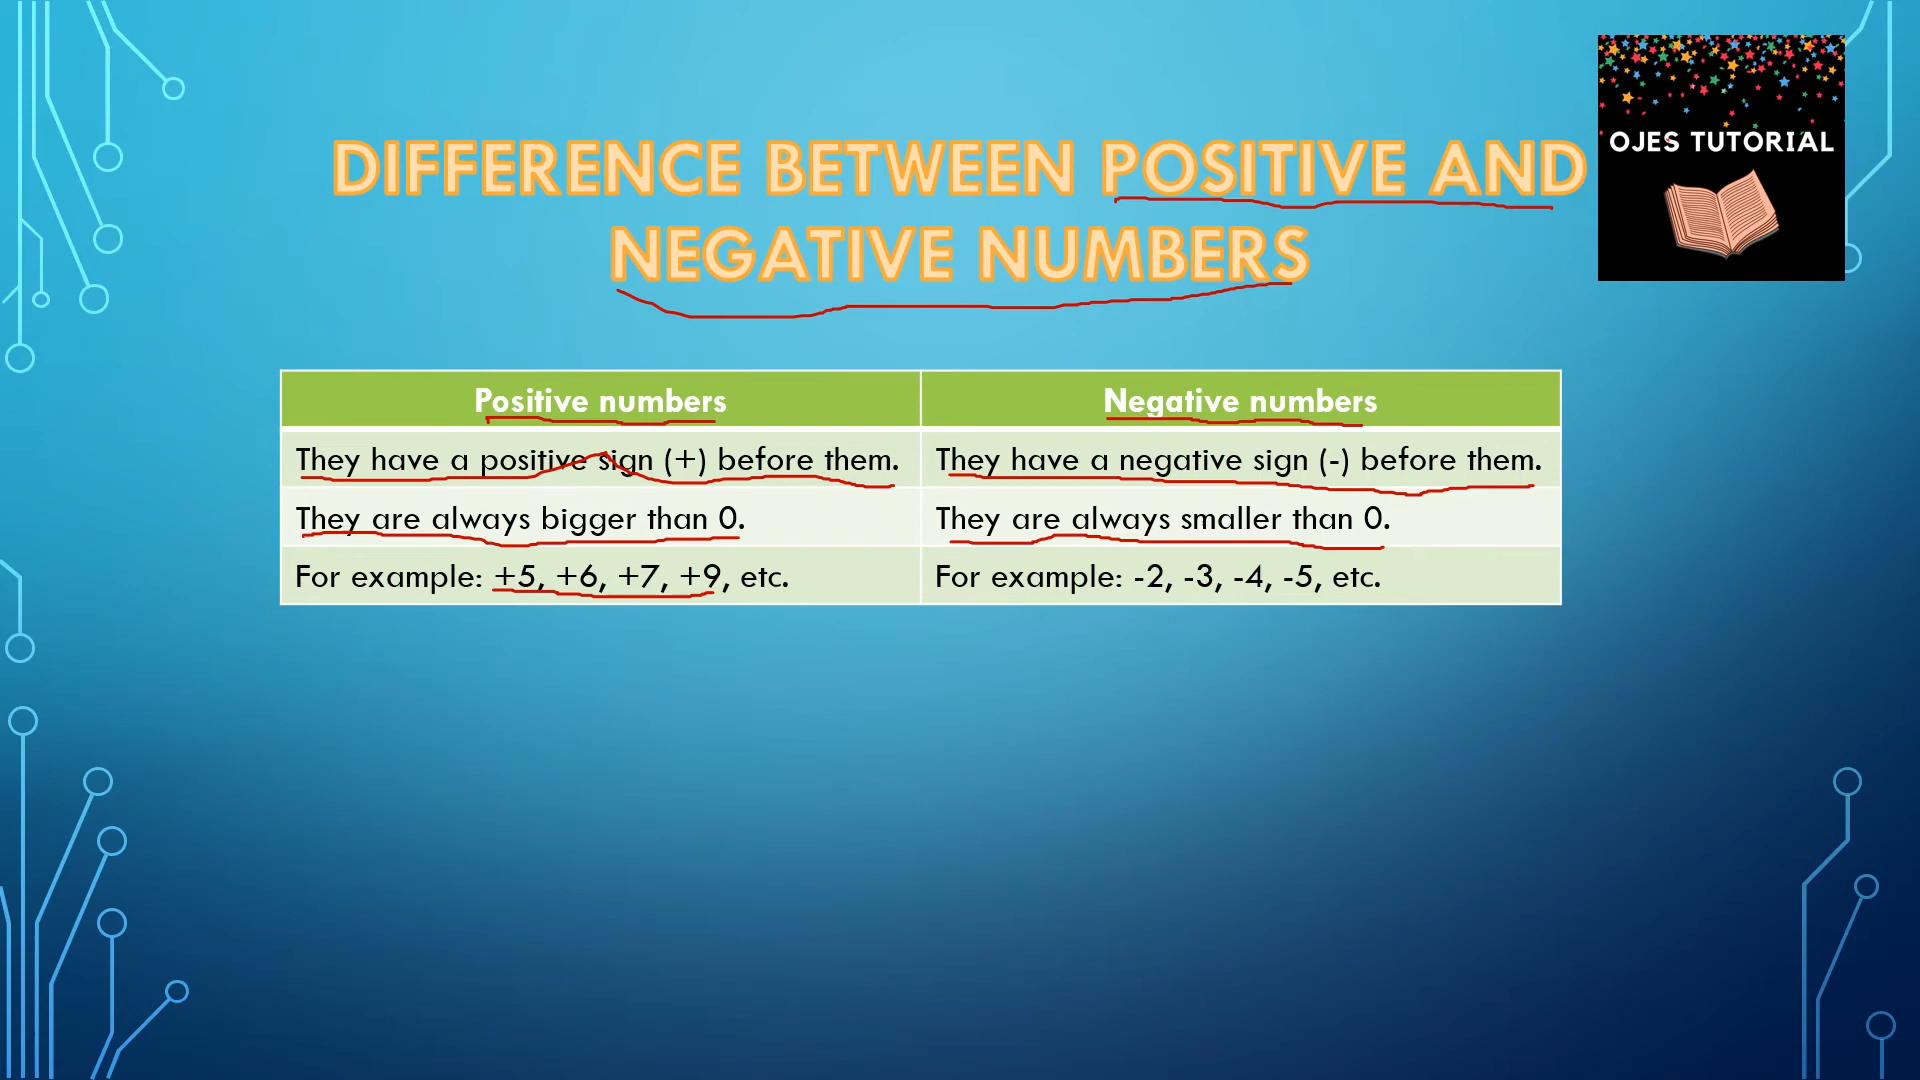 DIFFERENCE BETWEEN POSITIVE AND
NEGATIVE NUMBERS
OJES TUTORIAL
Positive numbers
Negative numbers
They have a positive sign (+) before them.
They have a negative sign (-) before them.
They are always bigger than 0.
They are always smaller than 0.
For example: +5, +6, +7, +9, etc.
For example: -2, -3, -4, -5, etc.